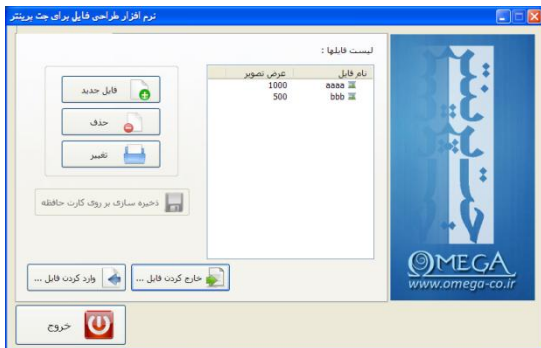 نرم افزار طراحی فایل برای جت پرینتر
لیست فایلها :
نام فایل عرض تصویر
aaaa 1000
bbb 500
فایل جدید
حذف
تغییر
ذخیره سازی بر روی کارت حافظه
خارج کردن فایل ...
وارد کردن فایل ...
خروج
جت پرینتر
OMEGA
www.omega-co.ir